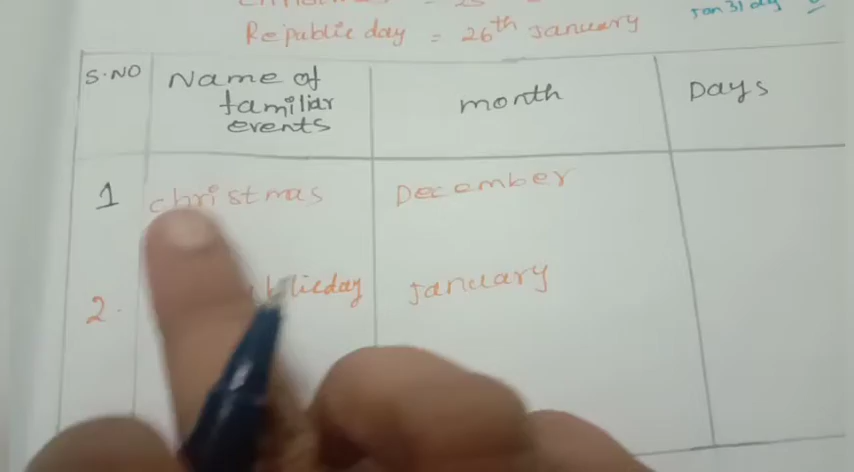 Republic day = 26th January
Jan 31 day
S.NO
Name of
familiar
events
month
Days
1
christmas
December
2.
January